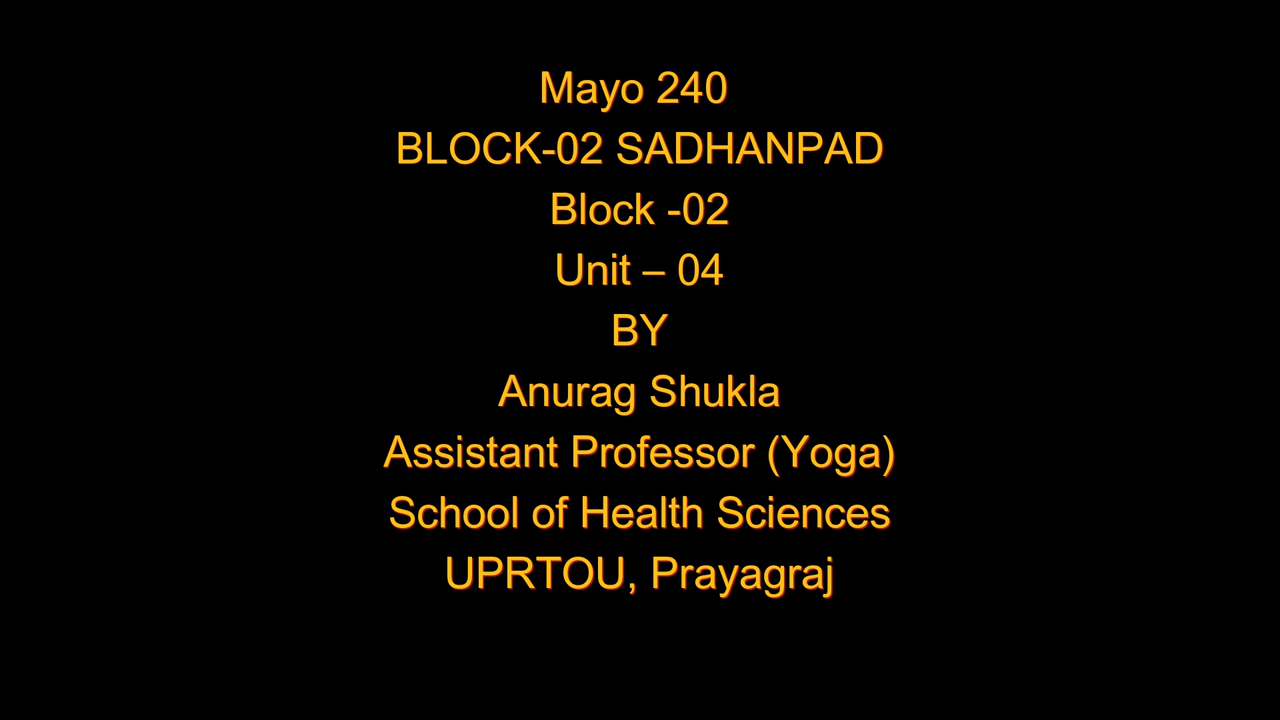 Mayo 240
BLOCK-02 SADHANPAD
Block -02
Unit – 04
BY
Anurag Shukla
Assistant Professor (Yoga)
School of Health Sciences
UPRTOU, Prayagraj